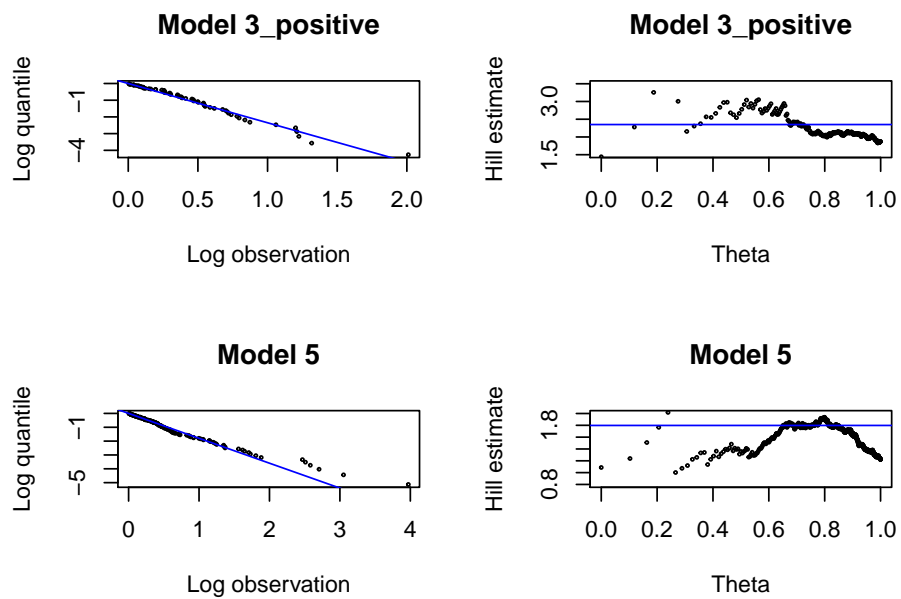 Model 3_positive
Log quantile
−1
−4
0.0 0.5 1.0 1.5 2.0
Log observation
Model 3_positive
Hill estimate
3.0
1.5
0.0 0.2 0.4 0.6 0.8 1.0
Theta
Model 5
Log quantile
−1
−5
0 1 2 3 4
Log observation
Model 5
Hill estimate
1.8
0.8
0.0 0.2 0.4 0.6 0.8 1.0
Theta